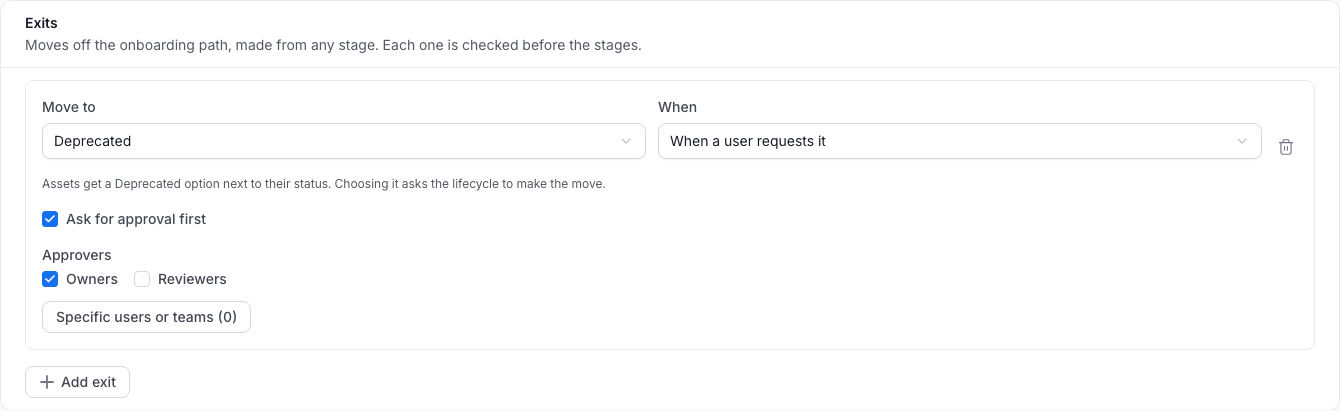 Exits
Moves off the onboarding path, made from any stage. Each one is checked before the stages.
Move to
When
Deprecated
When a user requests it
Assets get a Deprecated option next to their status. Choosing it asks the lifecycle to make the move.
Ask for approval first
Approvers
Owners
Reviewers
Specific users or teams (0)
Add exit